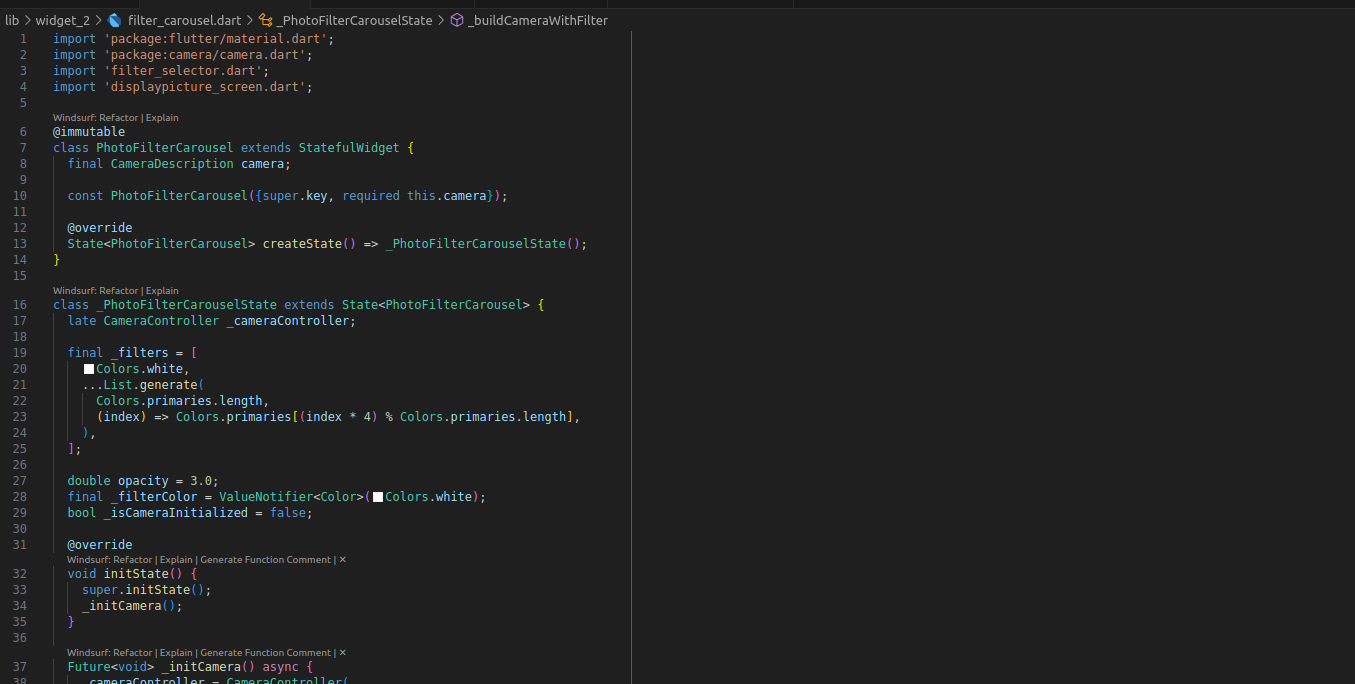 lib > widget_2 > filter_carousel.dart > _PhotoFilterCarouselState > _buildCameraWithFilter
1 import 'package:flutter/material.dart';
2 import 'package:camera/camera.dart';
3 import 'filter_selector.dart';
4 import 'displaypicture_screen.dart';
5
Windsurf: Refactor | Explain
6 @immutable
7 class PhotoFilterCarousel extends StatefulWidget {
8   final CameraDescription camera;
9
10   const PhotoFilterCarousel({super.key, required this.camera});
11
12   @override
13   State<PhotoFilterCarousel> createState() => _PhotoFilterCarouselState();
14 }
15
Windsurf: Refactor | Explain
16 class _PhotoFilterCarouselState extends State<PhotoFilterCarousel> {
17   late CameraController _cameraController;
18
19   final _filters = [
20     Colors.white,
21     ...List.generate(
22       Colors.primaries.length,
23       (index) => Colors.primaries[(index * 4) % Colors.primaries.length],
24     ),
25   ];
26
27   double opacity = 3.0;
28   final _filterColor = ValueNotifier<Color>(Colors.white);
29   bool _isCameraInitialized = false;
30
31   @override
Windsurf: Refactor | Explain | Generate Function Comment | ×
32   void initState() {
33     super.initState();
34     _initCamera();
35   }
36
Windsurf: Refactor | Explain | Generate Function Comment | ×
37   Future<void> _initCamera() async {
38     _cameraController = CameraController(